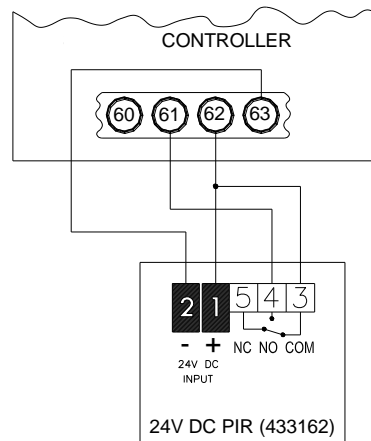 CONTROLLER
60 61 62 63
2 1 5 4 3
- + NC NO COM
24V DC
INPUT
24V DC PIR (433162)